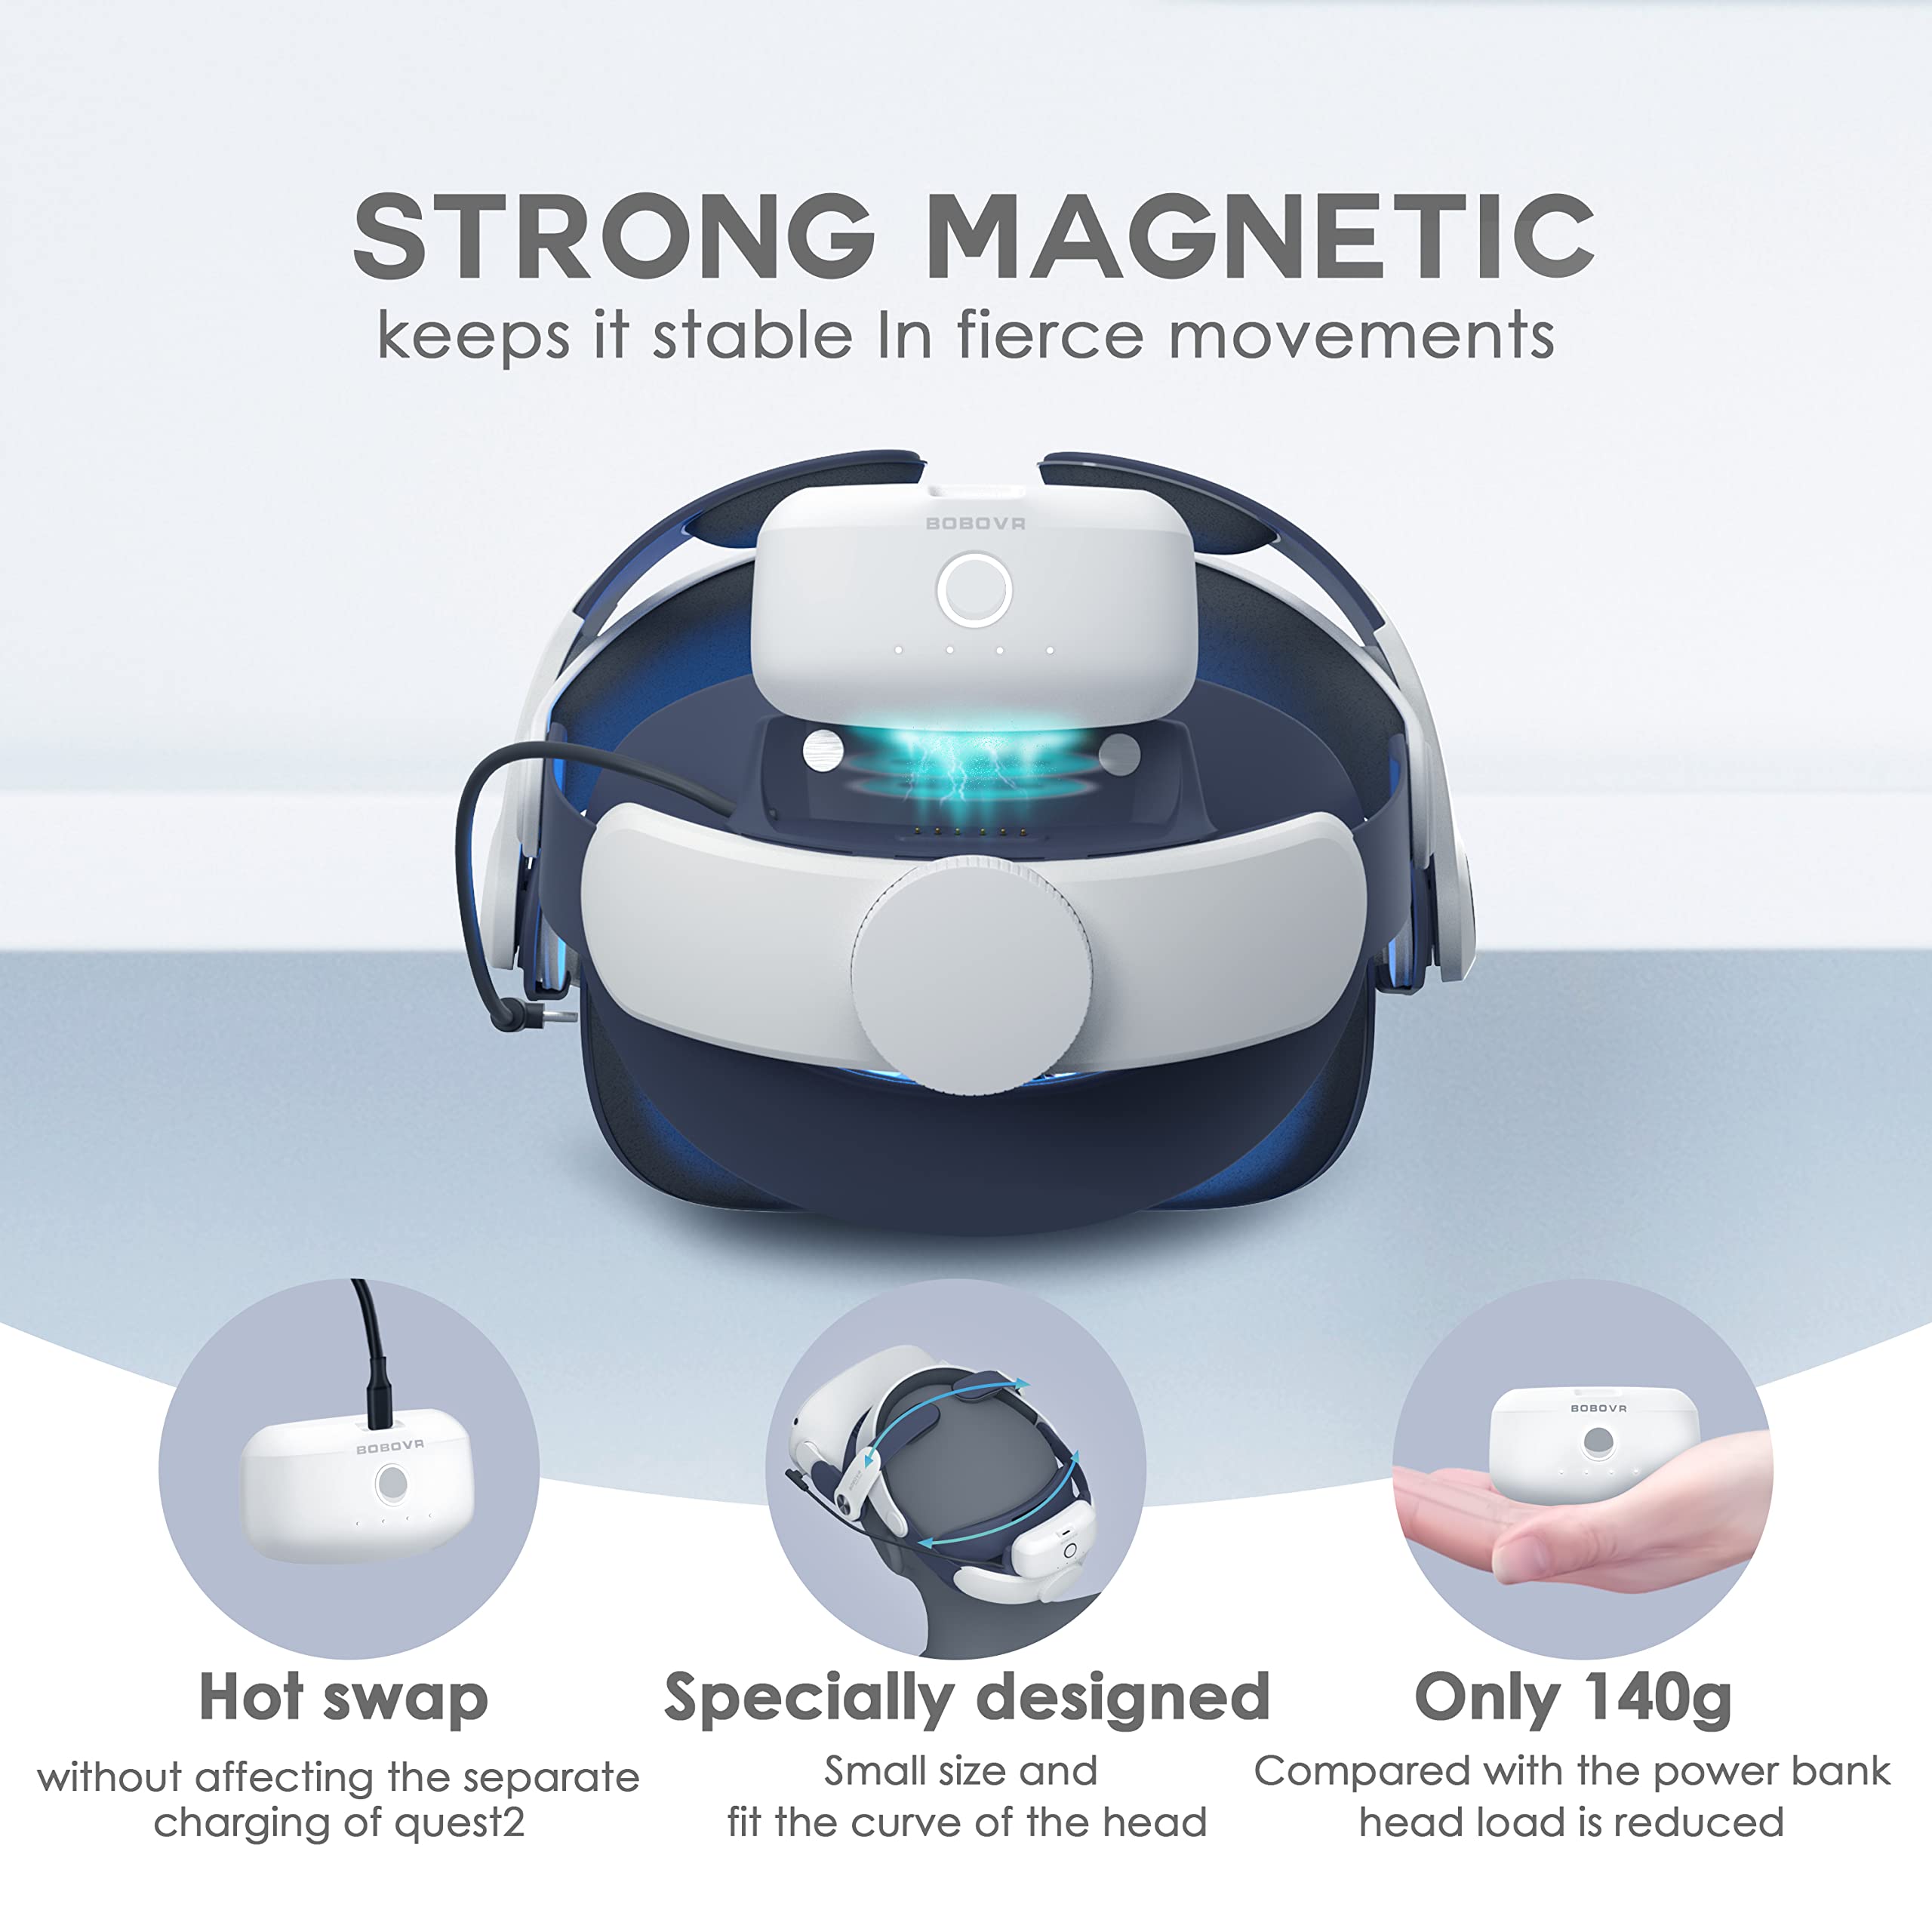 STRONG MAGNETIC
keeps it stable In fierce movements
BOBOVR
BOBOVR
BOBOVR
Hot swap
without affecting the separate
charging of quest2
Specially designed
Small size and
fit the curve of the head
Only 140g
Compared with the power bank
head load is reduced